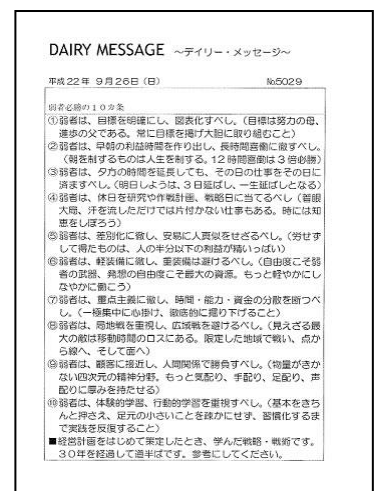 DAIRY MESSAGE ～デイリー・メッセージ～
平成22年 9月26日（日） №5029
弱者必勝の１０カ条
①弱者は、目標を明確にし、図表化すべし。（目標は努力の母、
進歩の父である。常に目標を掲げ大胆に取り組むこと）
②弱者は、早朝の利益時間を作り出し、長時間喜働に徹すべし。
（朝を制するものは人生を制する。12時間喜働は3倍必勝）
③弱者は、夕方の時間を延長しても、その日の仕事をその日に
済ますべし。（明日しようは、3日延ばし、一生延ばしとなる）
④弱者は、休日を研究や作戦計画、戦略日に当てるべし（着眼
大局、汗を流しただけでは片付かない仕事もある。時には知
恵をしぼろう）
⑤弱者は、差別化に徹し、安易に人真似をせざるべし。（労せず
して得たものは、人の半分以下の利益が精いっぱい）
⑥弱者は、軽装備に徹し、重装備は避けるべし。（自由度こそ弱
者の武器、発想の自由度こそ最大の資源。もっと軽やかにし
なやかに働こう）
⑦弱者は、重点主義に徹し、時間・能力・資金の分散を断つべ
し。（一極集中に心掛け、徹底的に掘り下げること）
⑧弱者は、局地戦を重視し、広域戦を避けるべし。（見えざる最
大の敵は移動時間のロスにある。限定した地域で戦い、点か
ら線へ、そして面へ）
⑨弱者は、顧客に接近し、人間関係で勝負すべし。（物量がきか
ない四次元の精神分野。もっと気配り、手配り、足配り、声
配りに厚みを持たせる）
⑩弱者は、体験的学習、行動的学習を重視すべし。（基本をきち
んと押さえ、足元の小さいことを疎かにせず、習慣化するま
で実践を反復すること）
■経営計画をはじめて策定したとき、学んだ戦略・戦術です。
３０年を経過して道半ばです。参考にしてください。